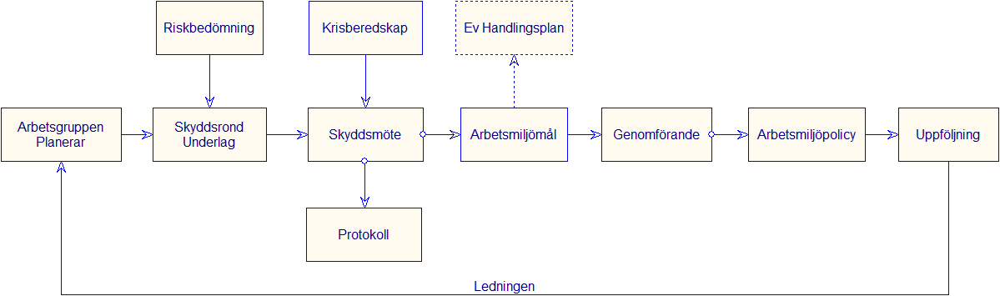 Riskbedömning
Krisberedskap
Ev Handlingsplan
Arbetsgruppen
Planerar
Skyddsrond
Underlag
Skyddsmöte
Arbetsmiljömål
Genomförande
Arbetsmiljöpolicy
Uppföljning
Protokoll
Ledningen